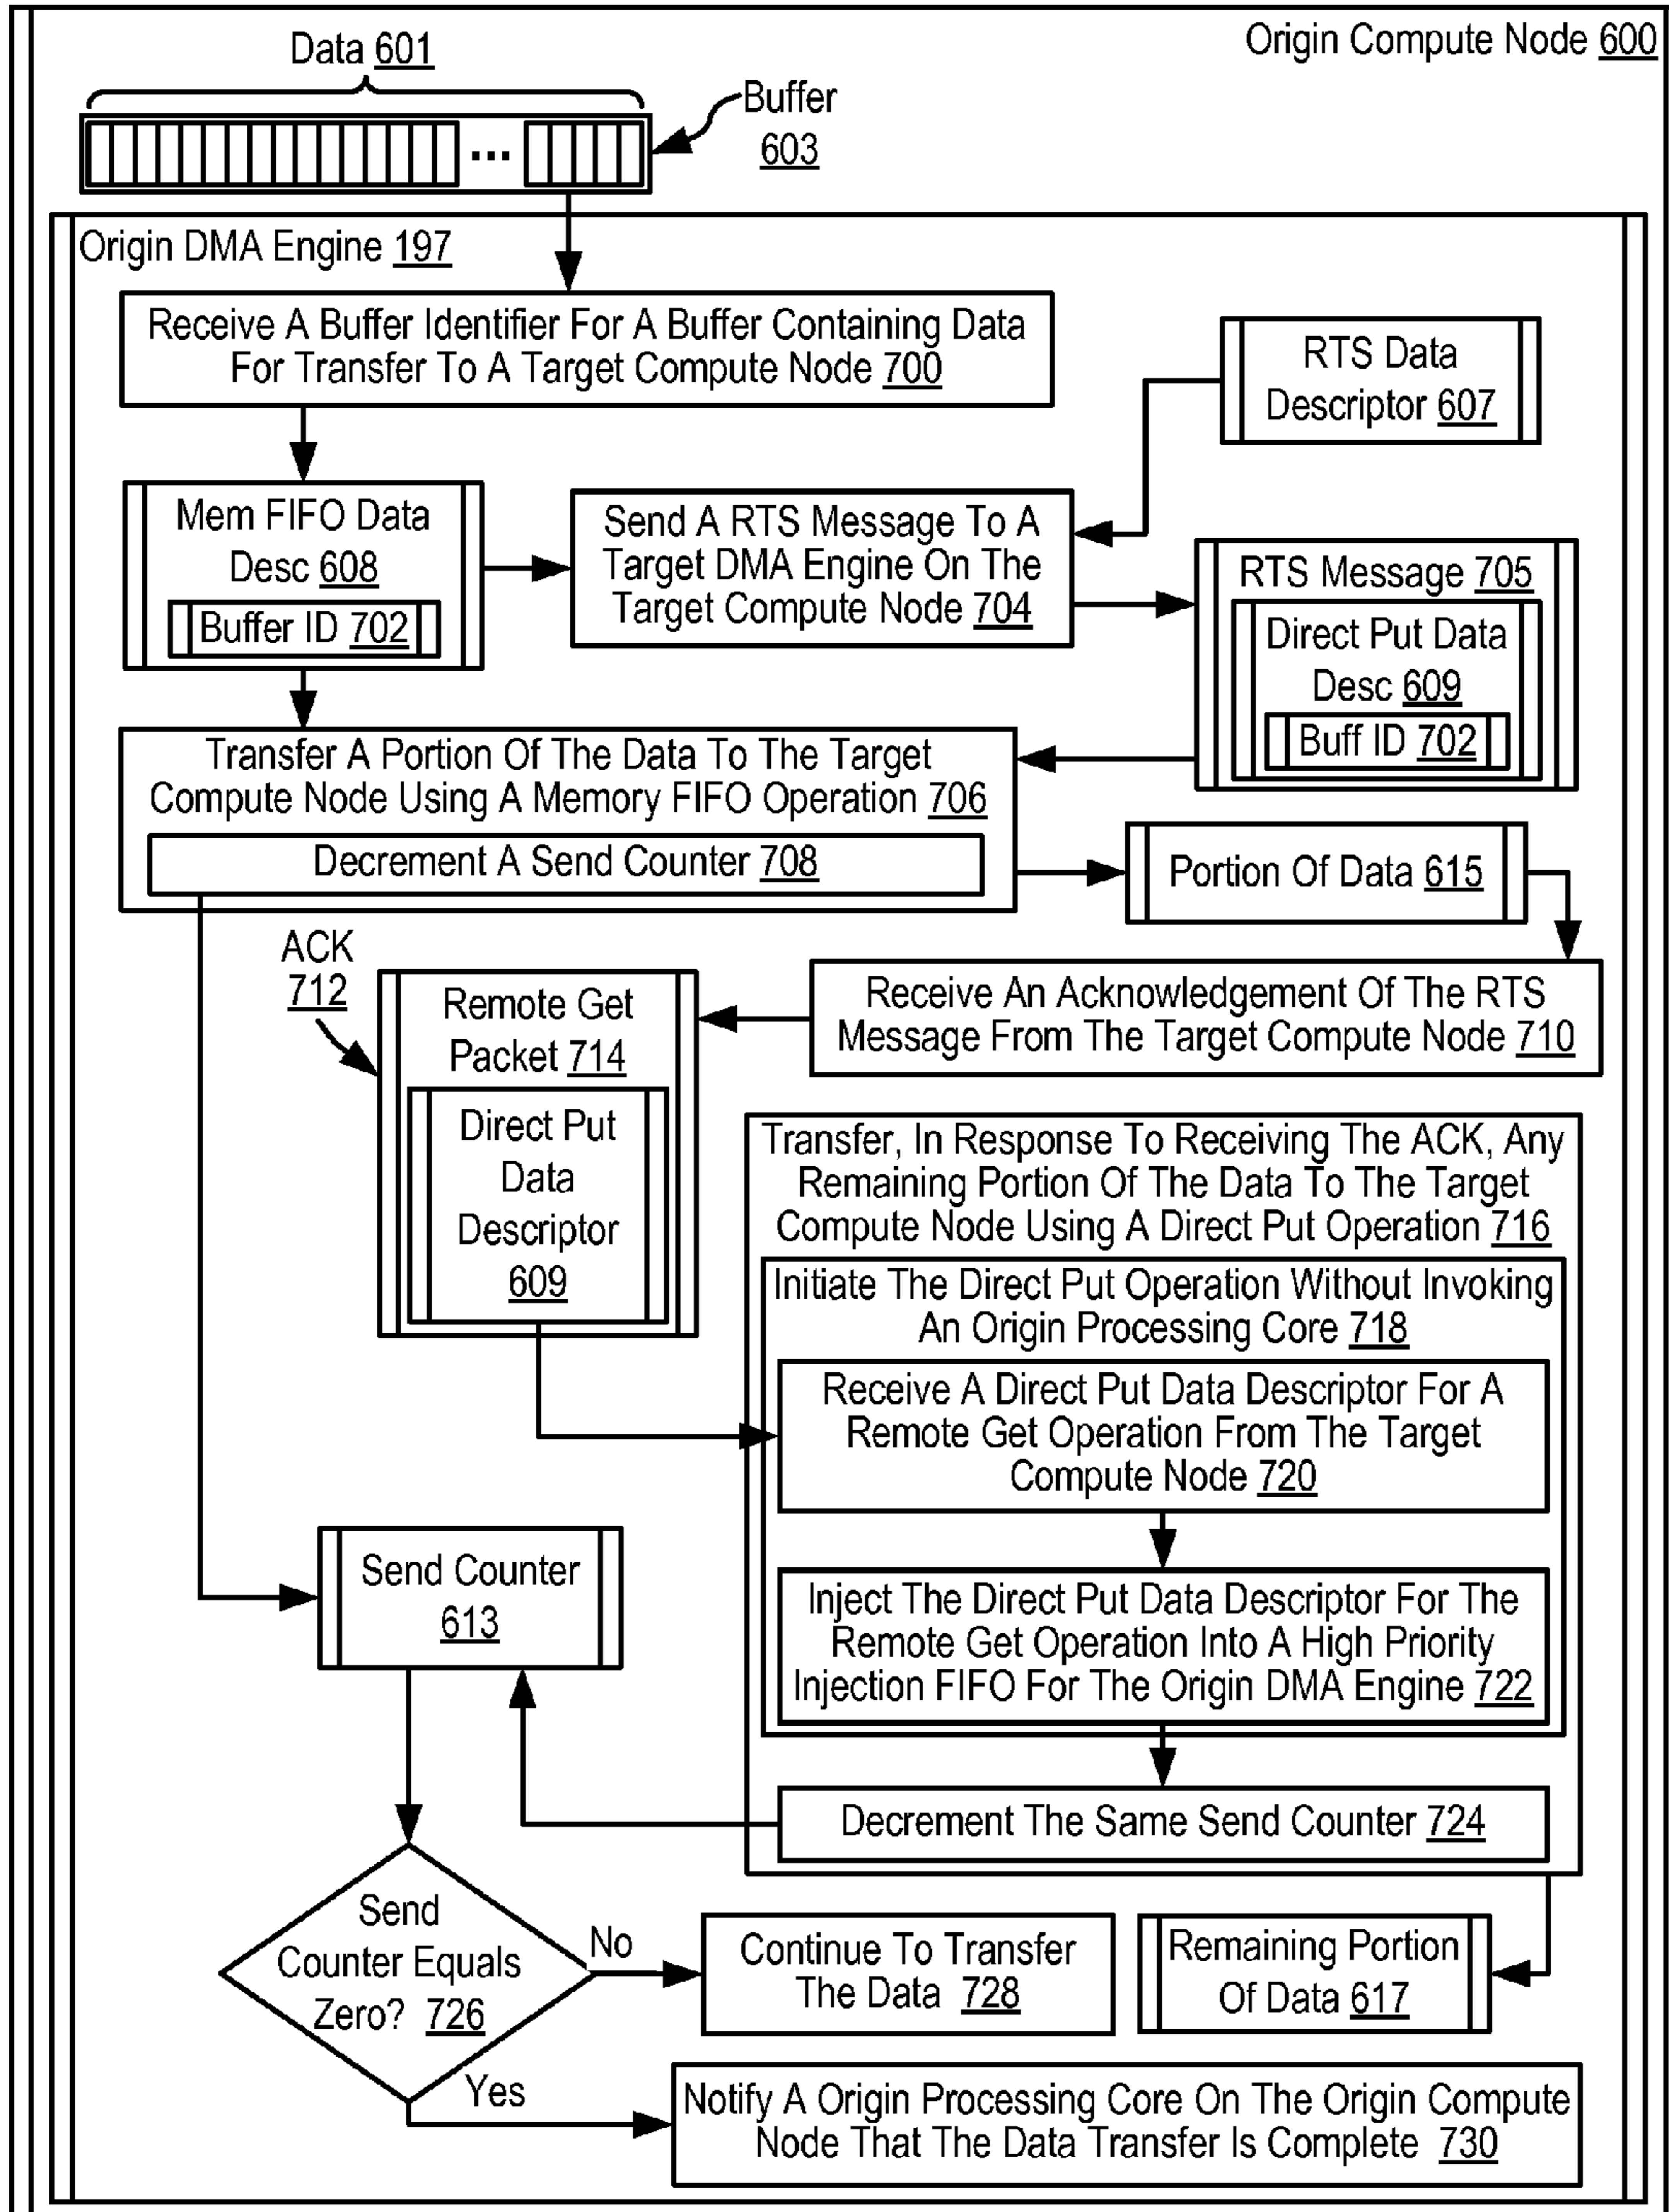 Origin Compute Node 600
Data 601
Buffer
603
...
Origin DMA Engine 197
Receive A Buffer Identifier For A Buffer Containing Data
For Transfer To A Target Compute Node 700
RTS Data
Descriptor 607
Mem FIFO Data
Desc 608
Buffer ID 702
Send A RTS Message To A
Target DMA Engine On The
Target Compute Node 704
RTS Message 705
Direct Put Data
Desc 609
Buff ID 702
Transfer A Portion Of The Data To The Target
Compute Node Using A Memory FIFO Operation 706
Decrement A Send Counter 708
Portion Of Data 615
ACK
712
Remote Get
Packet 714
Direct Put
Data
Descriptor
609
Receive An Acknowledgement Of The RTS
Message From The Target Compute Node 710
Transfer, In Response To Receiving The ACK, Any
Remaining Portion Of The Data To The Target
Compute Node Using A Direct Put Operation 716
Initiate The Direct Put Operation Without Invoking
An Origin Processing Core 718
Receive A Direct Put Data Descriptor For A
Remote Get Operation From The Target
Compute Node 720
Inject The Direct Put Data Descriptor For The
Remote Get Operation Into A High Priority
Injection FIFO For The Origin DMA Engine 722
Decrement The Same Send Counter 724
Send Counter
613
Send
Counter Equals
Zero? 726
No
Continue To Transfer
The Data 728
Remaining Portion
Of Data 617
Yes
Notify A Origin Processing Core On The Origin Compute
Node That The Data Transfer Is Complete 730